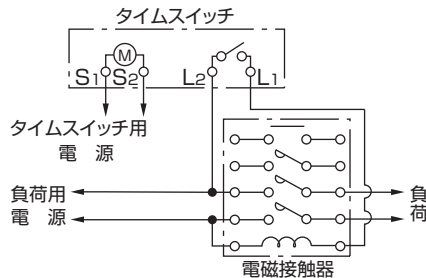 タイムスイッチ
M
S1 S2 L2 L1
タイムスイッチ用
電 源
負荷用
電 源
負
荷
電磁接触器